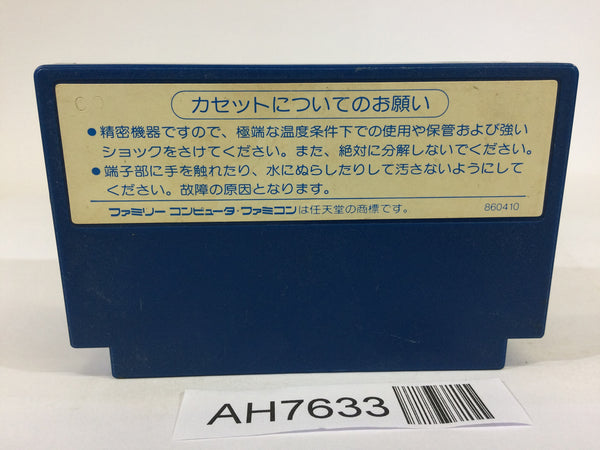 カセットについてのお願い
●精密機器ですので、極端な温度条件下での使用や保管および強い
ショックをさけてください。また、絶対に分解しないでください。
●端子部に手を触れたり、水にぬらしたりして汚さないようにして
ください。故障の原因となります。
ファミリーコンピュータ・ファミコンは任天堂の商標です。 860410
AH7633